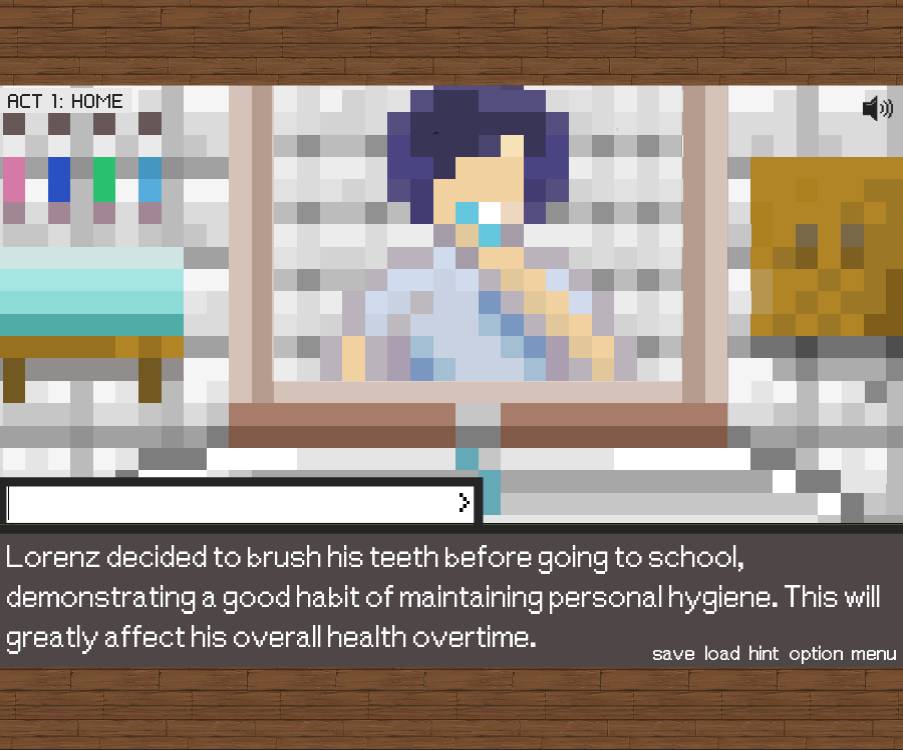 ACT 1: HOME
>
Lorenz decided to brush his teeth before going to school,
demonstrating a good habit of maintaining personal hygiene. This will
greatly affect his overall health overtime.
save load hint option menu